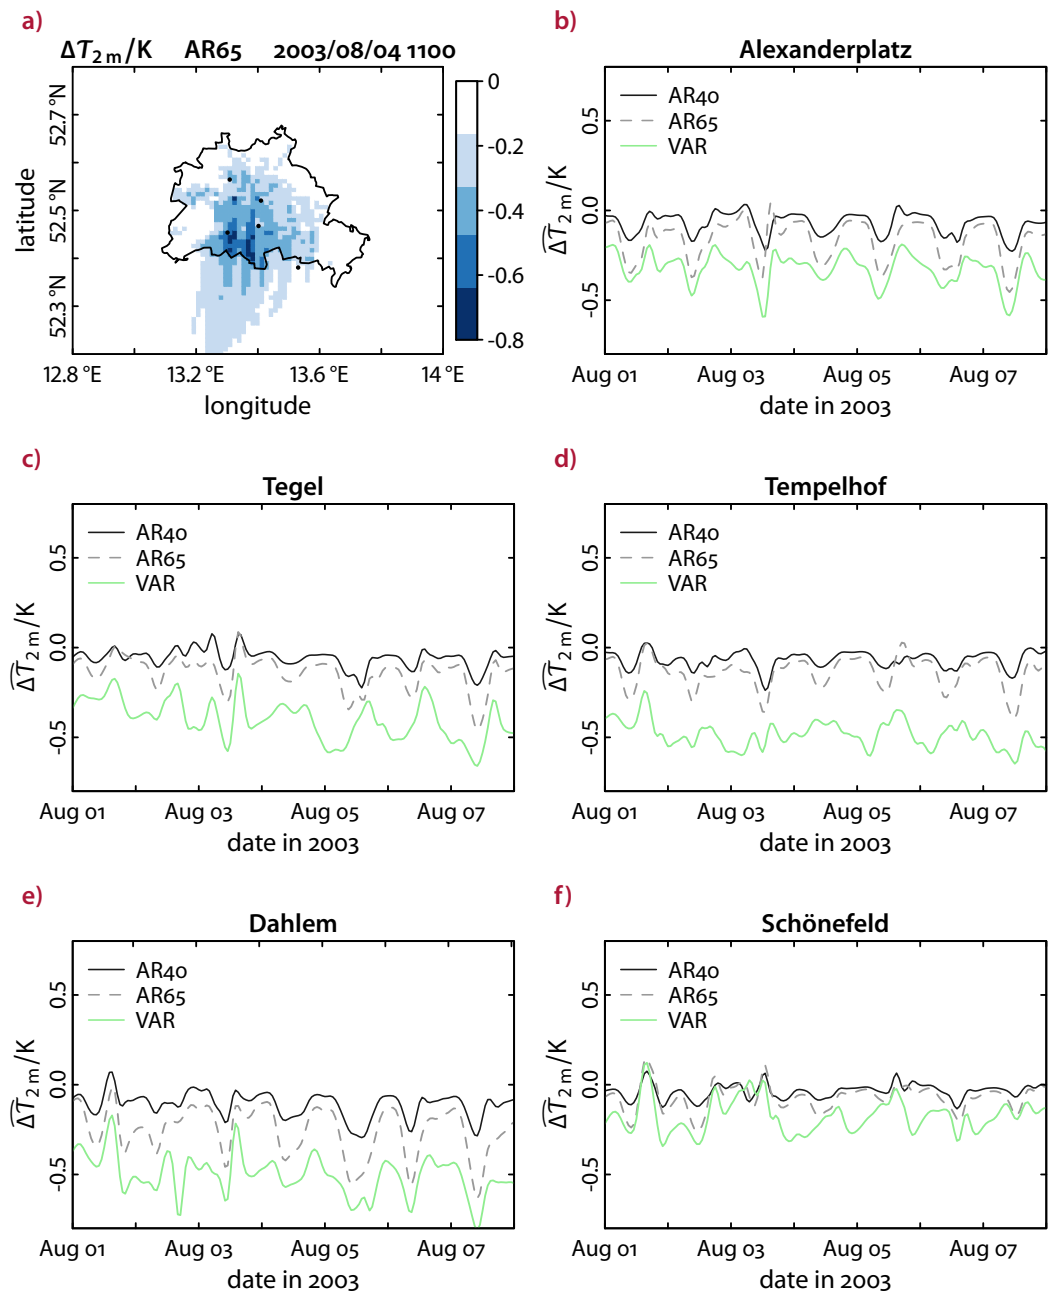 a)
ΔT₂ₘ/K AR65 2003/08/04 1100
0
-0.2
-0.4
-0.6
-0.8
52.7 °N
52.5 °N
52.3 °N
latitude
12.8 °E 13.2 °E 13.6 °E 14 °E
longitude
b)
Alexanderplatz
AR40
AR65
VAR
0.5
0.0
-0.5
ΔT₂ₘ/K
Aug 01 Aug 03 Aug 05 Aug 07
date in 2003
c)
Tegel
AR40
AR65
VAR
0.5
0.0
-0.5
ΔT₂ₘ/K
Aug 01 Aug 03 Aug 05 Aug 07
date in 2003
d)
Tempelhof
AR40
AR65
VAR
0.5
0.0
-0.5
ΔT₂ₘ/K
Aug 01 Aug 03 Aug 05 Aug 07
date in 2003
e)
Dahlem
AR40
AR65
VAR
0.5
0.0
-0.5
ΔT₂ₘ/K
Aug 01 Aug 03 Aug 05 Aug 07
date in 2003
f)
Schönefeld
AR40
AR65
VAR
0.5
0.0
-0.5
ΔT₂ₘ/K
Aug 01 Aug 03 Aug 05 Aug 07
date in 2003